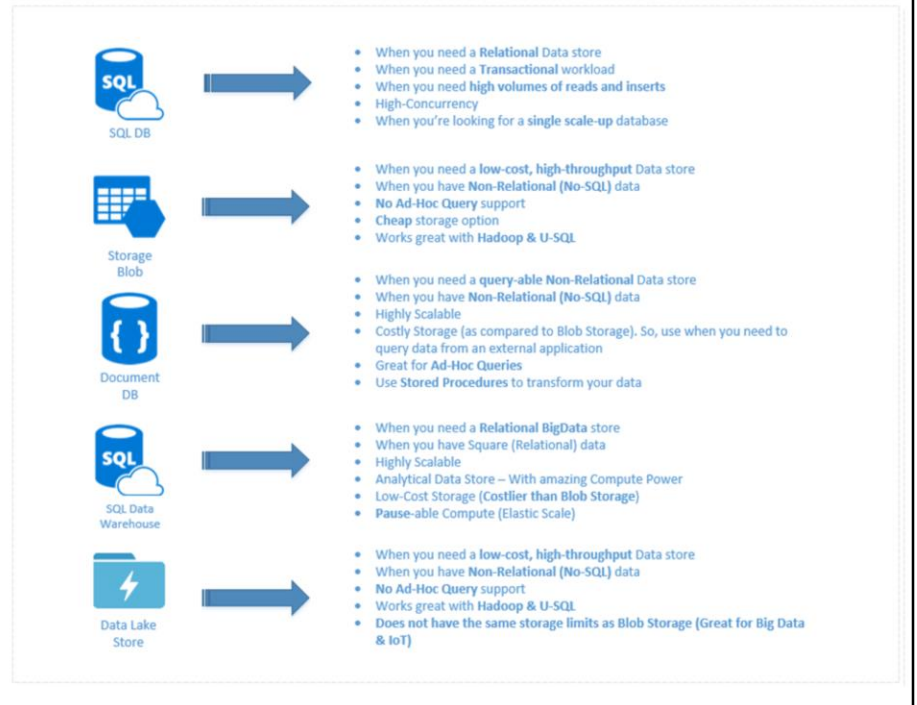 SQL
SQL DB
• When you need a Relational Data store
• When you need a Transactional workload
• When you need high volumes of reads and inserts
• High-Concurrency
• When you're looking for a single scale-up database
Storage
Blob
• When you need a low-cost, high-throughput Data store
• When you have Non-Relational (No-SQL) data
• No Ad-Hoc Query support
• Cheap storage option
• Works great with Hadoop & U-SQL
{ }
Document
DB
• When you need a query-able Non-Relational Data store
• When you have Non-Relational (No-SQL) data
• Highly Scalable
• Costly Storage (as compared to Blob Storage). So, use when you need to
query data from an external application
• Great for Ad-Hoc Queries
• Use Stored Procedures to transform your data
SQL
SQL Data
Warehouse
• When you need a Relational BigData store
• When you have Square (Relational) data
• Highly Scalable
• Analytical Data Store – With amazing Compute Power
• Low-Cost Storage (Costlier than Blob Storage)
• Pause-able Compute (Elastic Scale)
Data Lake
Store
• When you need a low-cost, high-throughput Data store
• When you have Non-Relational (No-SQL) data
• No Ad-Hoc Query support
• Works great with Hadoop & U-SQL
• Does not have the same storage limits as Blob Storage (Great for Big Data
& IoT)